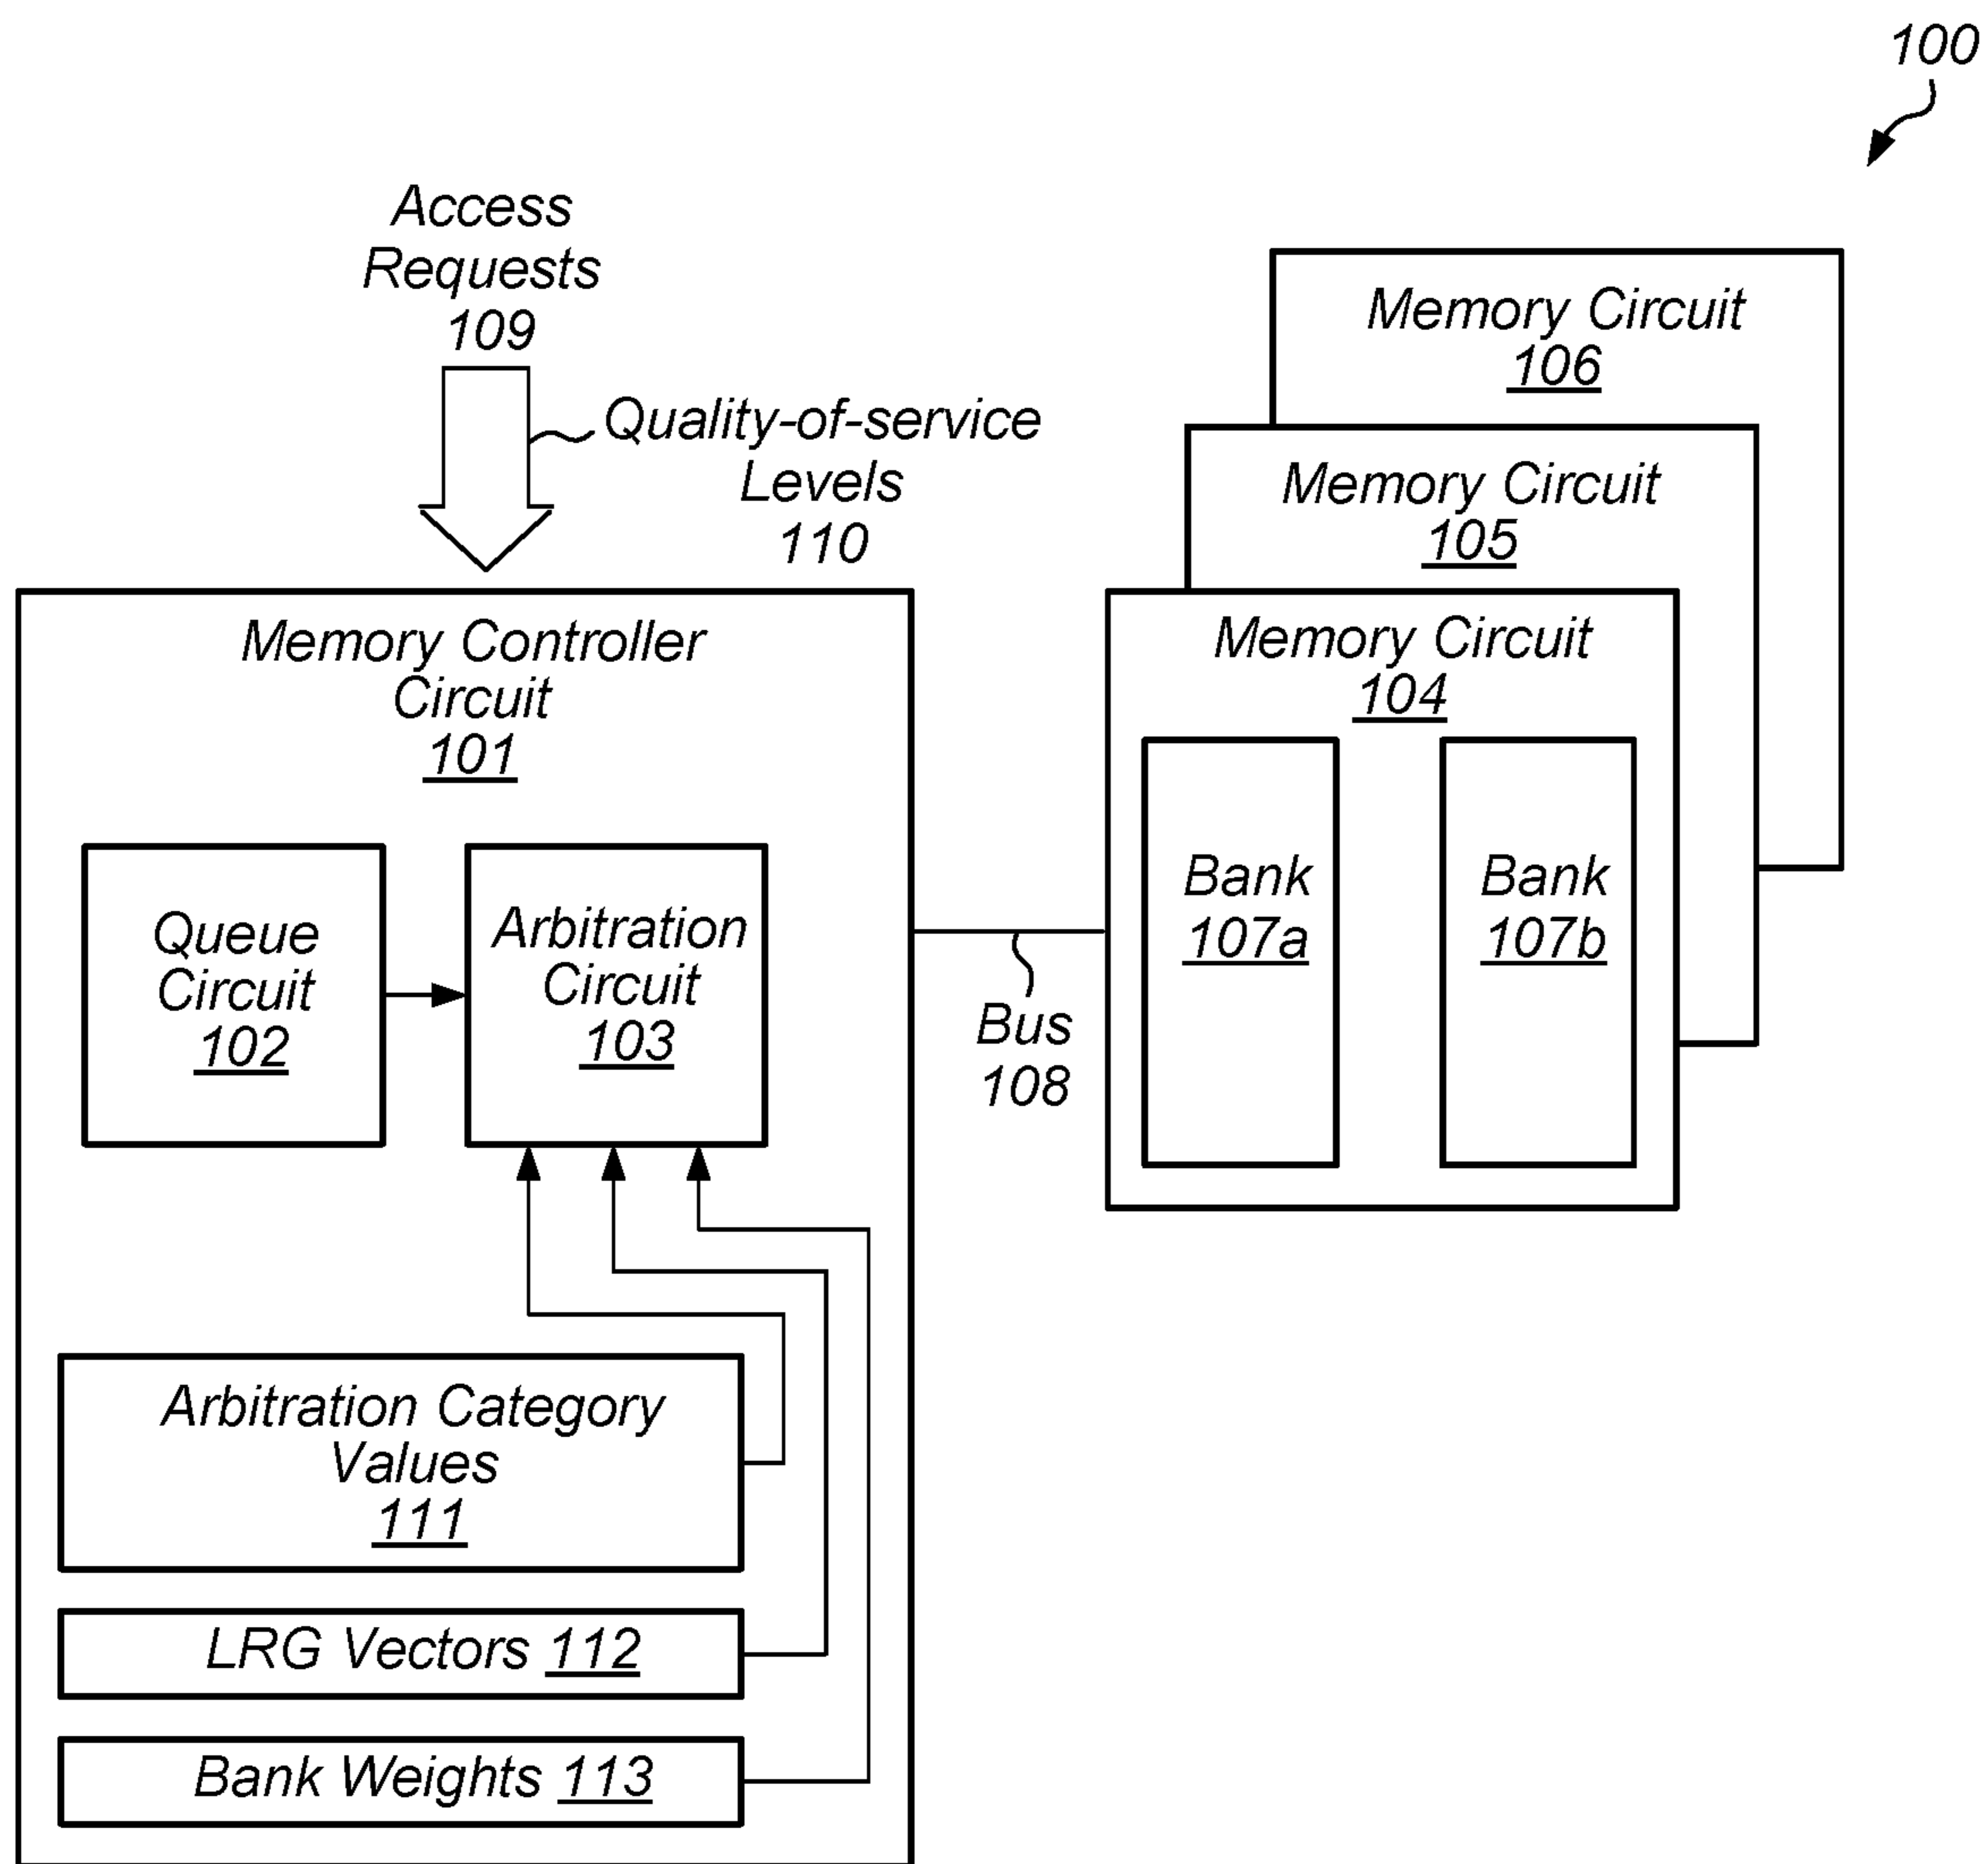 100
Access
Requests
109
Quality-of-service
Levels
110
Memory Circuit
106
Memory Circuit
105
Memory Circuit
104
Bank
107a
Bank
107b
Memory Controller
Circuit
101
Queue
Circuit
102
Arbitration
Circuit
103
Bus
108
Arbitration Category
Values
111
LRG Vectors 112
Bank Weights 113